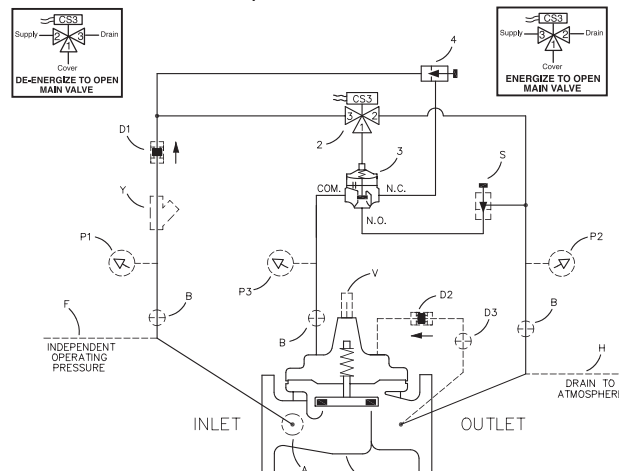 CS3
Supply 2 3 Drain
1
Cover
DE-ENERGIZE TO OPEN
MAIN VALVE
CS3
Supply 3 2 Drain
1
Cover
ENERGIZE TO OPEN
MAIN VALVE
4
CS3
3 2
1
2
D1
3
S
COM.
N.C.
N.O.
Y
P1
P3
V
P2
D2
D3
B
B
B
F
INDEPENDENT
OPERATING
PRESSURE
H
DRAIN TO
ATMOSPHERE
INLET
OUTLET